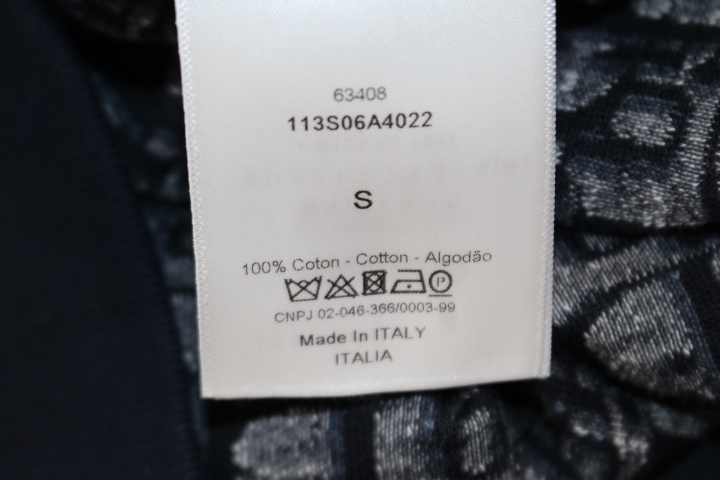 63408
113S06A4022
S
100% Coton - Cotton - Algodão
P
CNPJ 02-046-366/0003-99
Made In ITALY
ITALIA